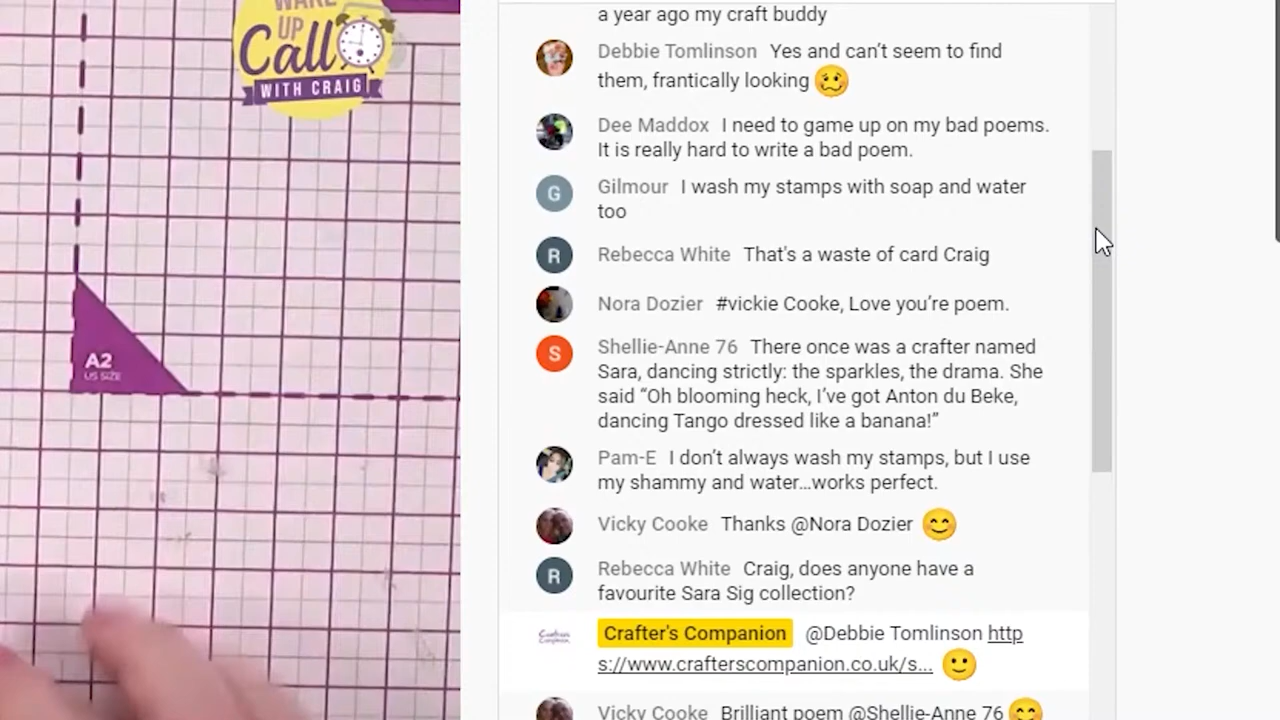 WAKE
UP
Call
WITH CRAIG
A2
US SIZE
a year ago my craft buddy
Debbie Tomlinson Yes and can’t seem to find
them, frantically looking 🥴
Dee Maddox I need to game up on my bad poems.
It is really hard to write a bad poem.
G Gilmour I wash my stamps with soap and water
too
R Rebecca White That's a waste of card Craig
Nora Dozier #vickie Cooke, Love you’re poem.
S Shellie-Anne 76 There once was a crafter named
Sara, dancing strictly: the sparkles, the drama. She
said “Oh blooming heck, I’ve got Anton du Beke,
dancing Tango dressed like a banana!”
Pam-E I don’t always wash my stamps, but I use
my shammy and water…works perfect.
Vicky Cooke Thanks @Nora Dozier 😊
R Rebecca White Craig, does anyone have a
favourite Sara Sig collection?
Crafter's Companion Crafter's Companion @Debbie Tomlinson http
s://www.crafterscompanion.co.uk/s... 🙂
Vicky Cooke Brilliant poem @Shellie-Anne 76 😊